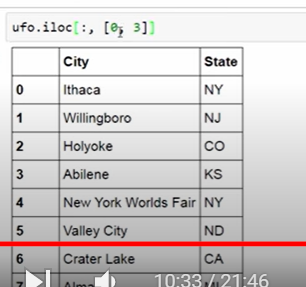 ufo.iloc[:, [0, 3]]
City State
0 Ithaca NY
1 Willingboro NJ
2 Holyoke CO
3 Abilene KS
4 New York Worlds Fair NY
5 Valley City ND
6 Crater Lake CA
10:33 / 21:46